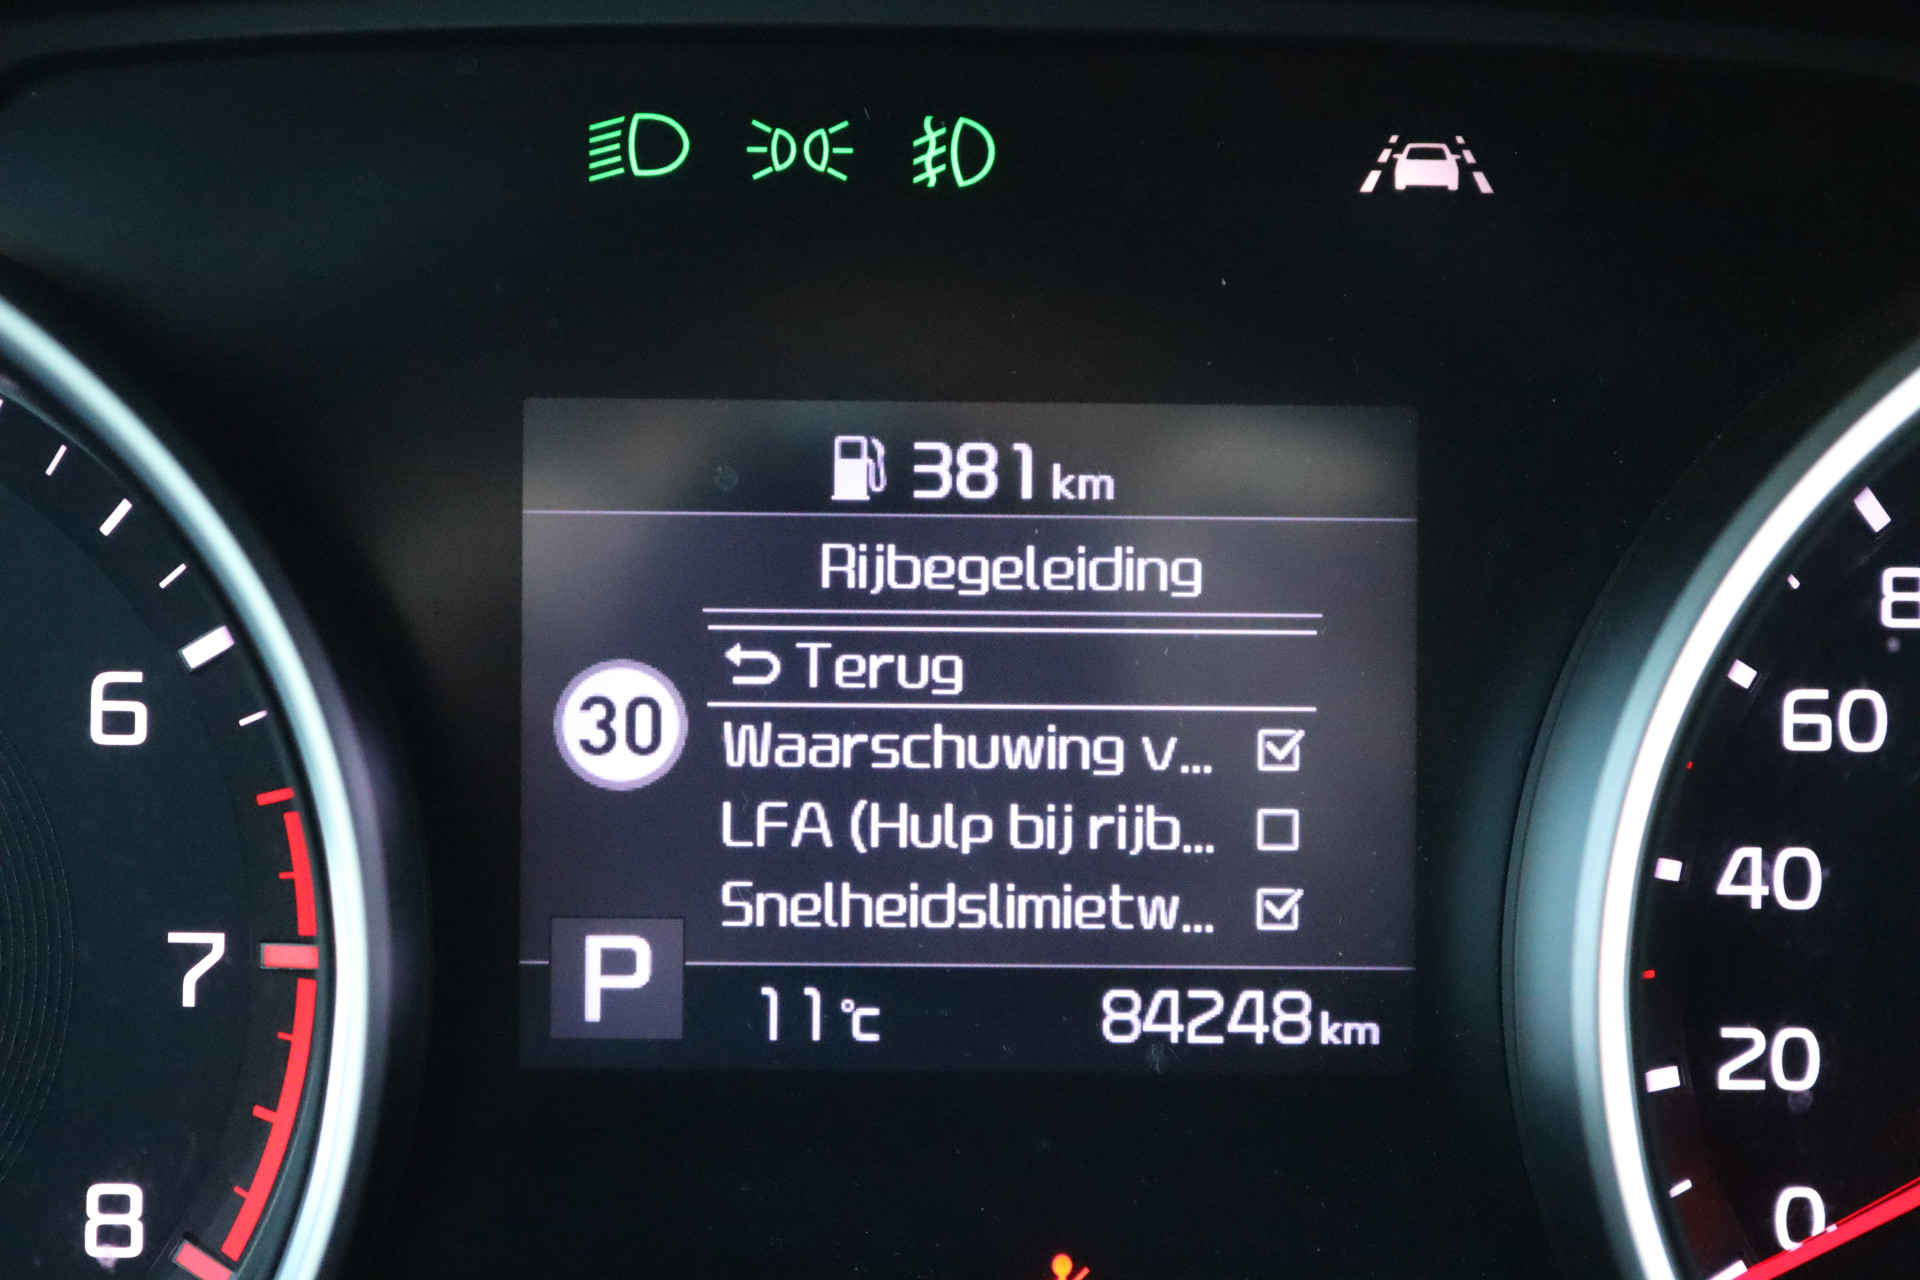 381 km
Rijbegeleiding
Terug
30
Waarschuwing v...
LFA (Hulp bij rijb...
Snelheidslimietw...
P
11 °C
84248 km
6
7
8
8
60
40
20
0